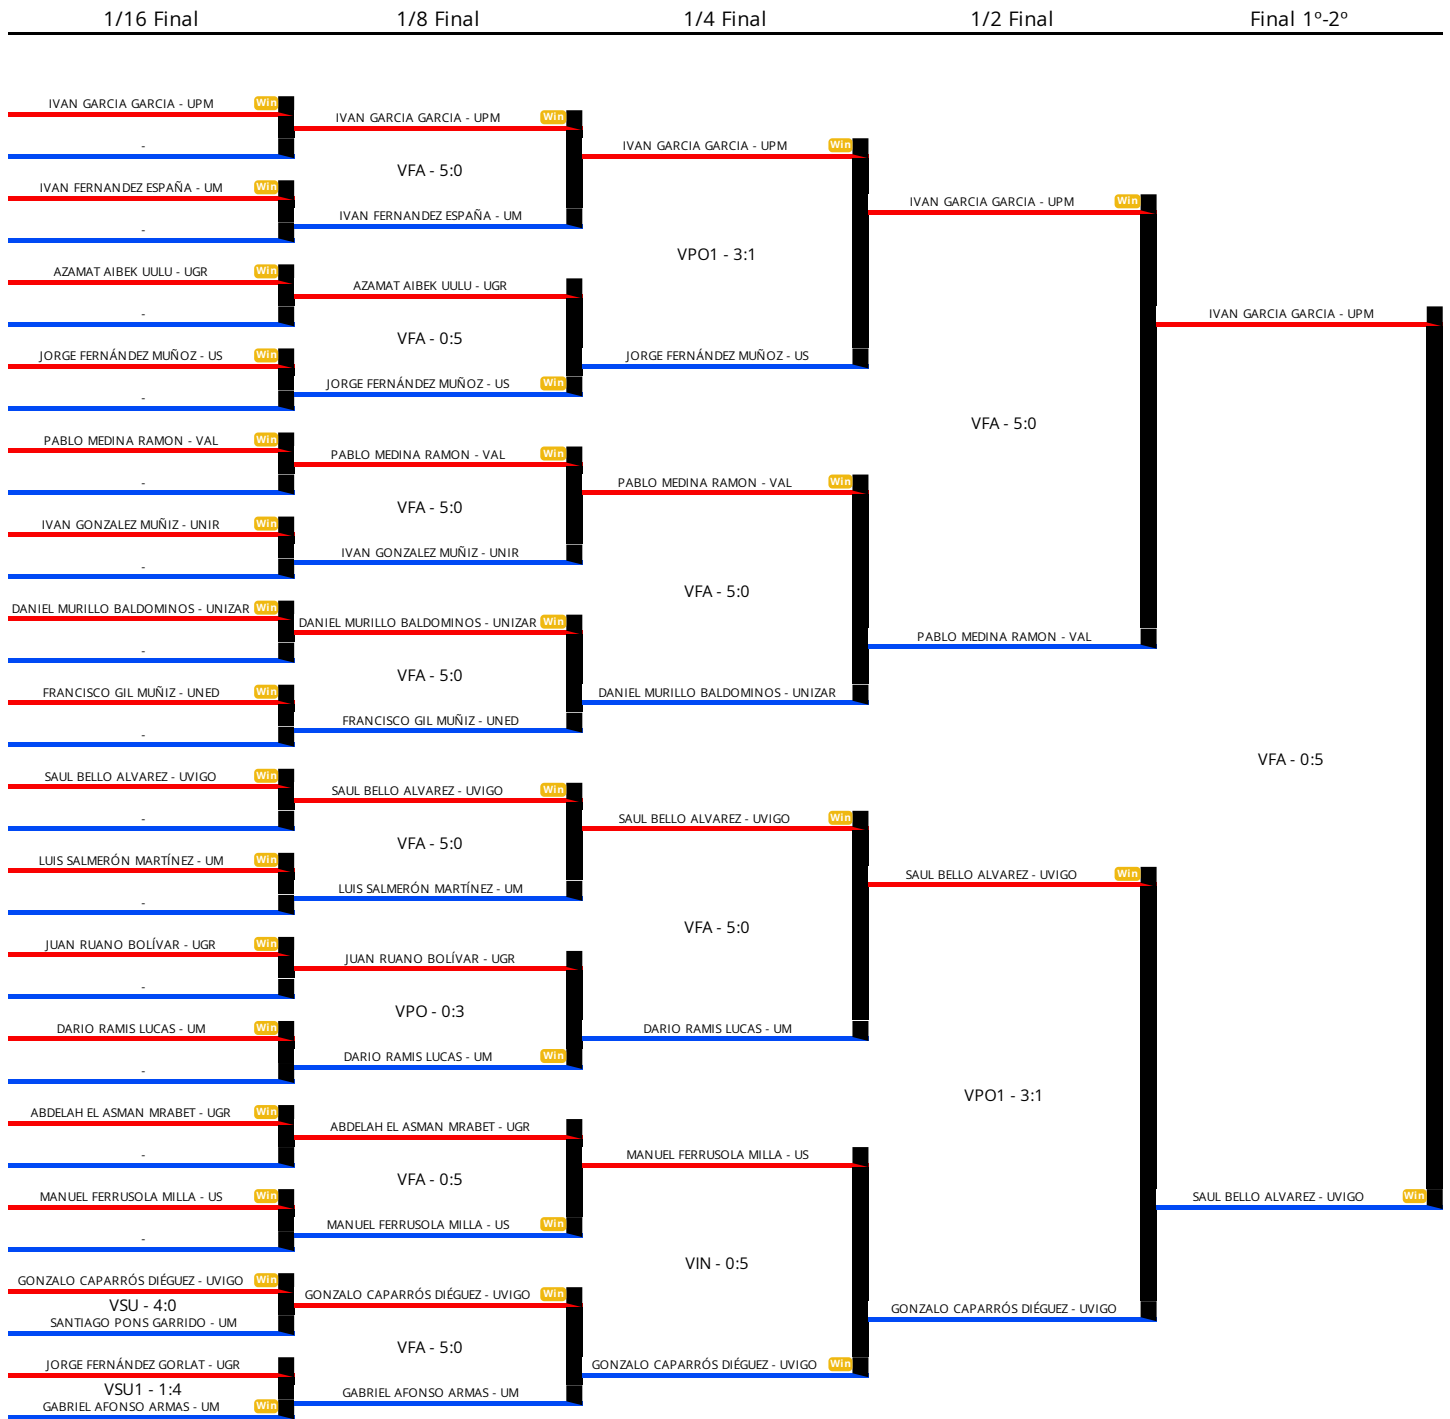 1/16 Final
1/8 Final
1/4 Final
1/2 Final
Final 1º-2º
IVAN GARCIA GARCIA - UPM Win
-
IVAN FERNANDEZ ESPAÑA - UM Win
-
AZAMAT AIBEK UULU - UGR Win
-
JORGE FERNÁNDEZ MUÑOZ - US Win
-
PABLO MEDINA RAMON - VAL Win
-
IVAN GONZALEZ MUÑIZ - UNIR Win
-
DANIEL MURILLO BALDOMINOS - UNIZAR Win
-
FRANCISCO GIL MUÑIZ - UNED Win
-
SAUL BELLO ALVAREZ - UVIGO Win
-
LUIS SALMERÓN MARTÍNEZ - UM Win
-
JUAN RUANO BOLÍVAR - UGR Win
-
DARIO RAMIS LUCAS - UM Win
-
ABDELAH EL ASMAN MRABET - UGR Win
-
MANUEL FERRUSOLA MILLA - US Win
-
GONZALO CAPARRÓS DIÉGUEZ - UVIGO Win
VSU - 4:0
SANTIAGO PONS GARRIDO - UM
JORGE FERNÁNDEZ GORLAT - UGR
VSU1 - 1:4
GABRIEL AFONSO ARMAS - UM Win
IVAN GARCIA GARCIA - UPM Win
VFA - 5:0
IVAN FERNANDEZ ESPAÑA - UM
AZAMAT AIBEK UULU - UGR
VFA - 0:5
JORGE FERNÁNDEZ MUÑOZ - US Win
PABLO MEDINA RAMON - VAL Win
VFA - 5:0
IVAN GONZALEZ MUÑIZ - UNIR
DANIEL MURILLO BALDOMINOS - UNIZAR Win
VFA - 5:0
FRANCISCO GIL MUÑIZ - UNED
SAUL BELLO ALVAREZ - UVIGO Win
VFA - 5:0
LUIS SALMERÓN MARTÍNEZ - UM
JUAN RUANO BOLÍVAR - UGR
VPO - 0:3
DARIO RAMIS LUCAS - UM Win
ABDELAH EL ASMAN MRABET - UGR
VFA - 0:5
MANUEL FERRUSOLA MILLA - US Win
GONZALO CAPARRÓS DIÉGUEZ - UVIGO Win
VFA - 5:0
GABRIEL AFONSO ARMAS - UM
IVAN GARCIA GARCIA - UPM Win
VPO1 - 3:1
JORGE FERNÁNDEZ MUÑOZ - US
PABLO MEDINA RAMON - VAL Win
VFA - 5:0
DANIEL MURILLO BALDOMINOS - UNIZAR
SAUL BELLO ALVAREZ - UVIGO Win
VFA - 5:0
DARIO RAMIS LUCAS - UM
MANUEL FERRUSOLA MILLA - US
VIN - 0:5
GONZALO CAPARRÓS DIÉGUEZ - UVIGO Win
IVAN GARCIA GARCIA - UPM Win
VFA - 5:0
PABLO MEDINA RAMON - VAL
SAUL BELLO ALVAREZ - UVIGO Win
VPO1 - 3:1
GONZALO CAPARRÓS DIÉGUEZ - UVIGO
IVAN GARCIA GARCIA - UPM
VFA - 0:5
SAUL BELLO ALVAREZ - UVIGO Win